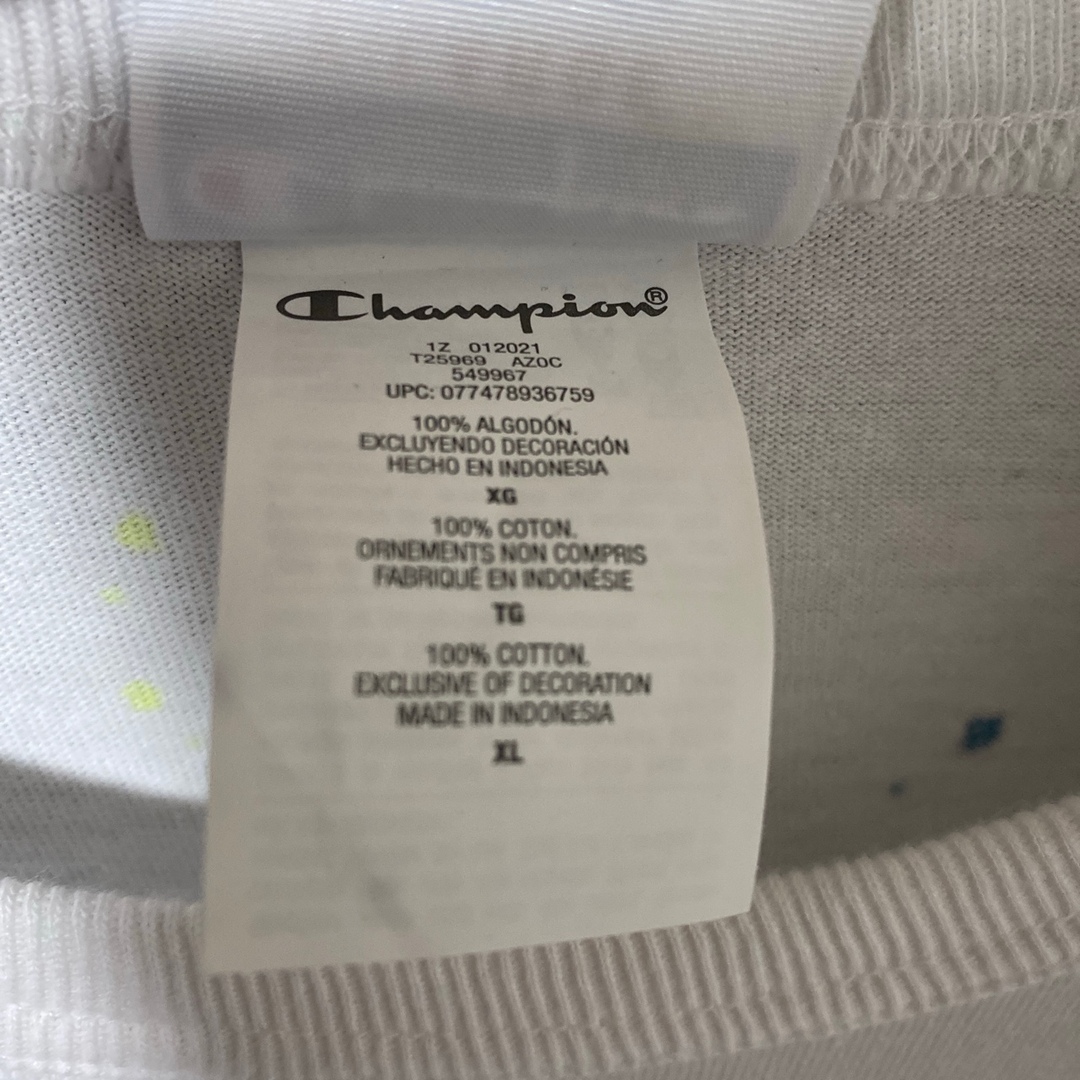 Champion®
1Z 012021
T25969 AZ0C
549967
UPC: 077478936759
100% ALGODÓN.
EXCLUYENDO DECORACIÓN
HECHO EN INDONESIA
XG
100% COTON.
ORNEMENTS NON COMPRIS
FABRIQUÉ EN INDONÉSIE
TG
100% COTTON.
EXCLUSIVE OF DECORATION
MADE IN INDONESIA
XL